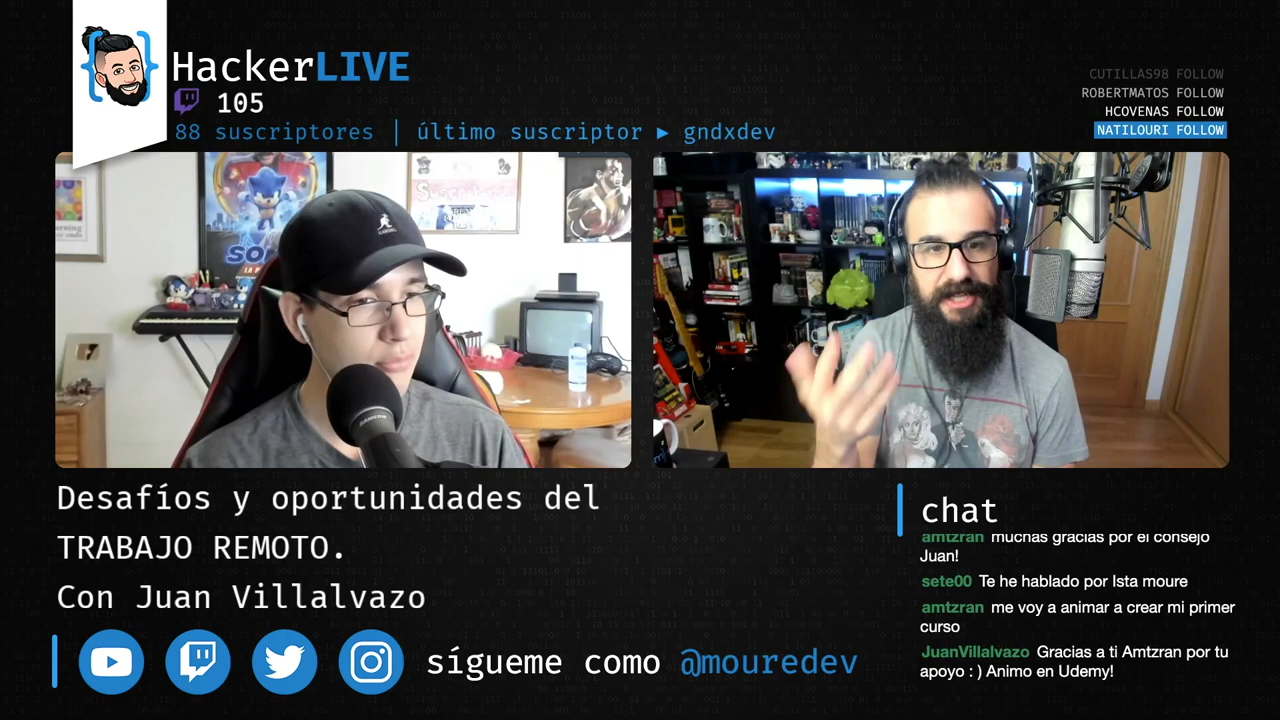 HackerLIVE
105
88 suscriptores | último suscriptor ▶ gndxdev
CUTILLAS98 FOLLOW
ROBERTMATOS FOLLOW
HCOVENAS FOLLOW
NATILOURI FOLLOW
KANGOL
Desafíos y oportunidades del
TRABAJO REMOTO.
Con Juan Villalvazo
sígueme como @mouredev
chat
amtzran muchas gracias por el consejo
Juan!
sete00 Te he hablado por Ista moure
amtzran me voy a animar a crear mi primer
curso
JuanVillalvazo Gracias a ti Amtzran por tu
apoyo : ) Animo en Udemy!